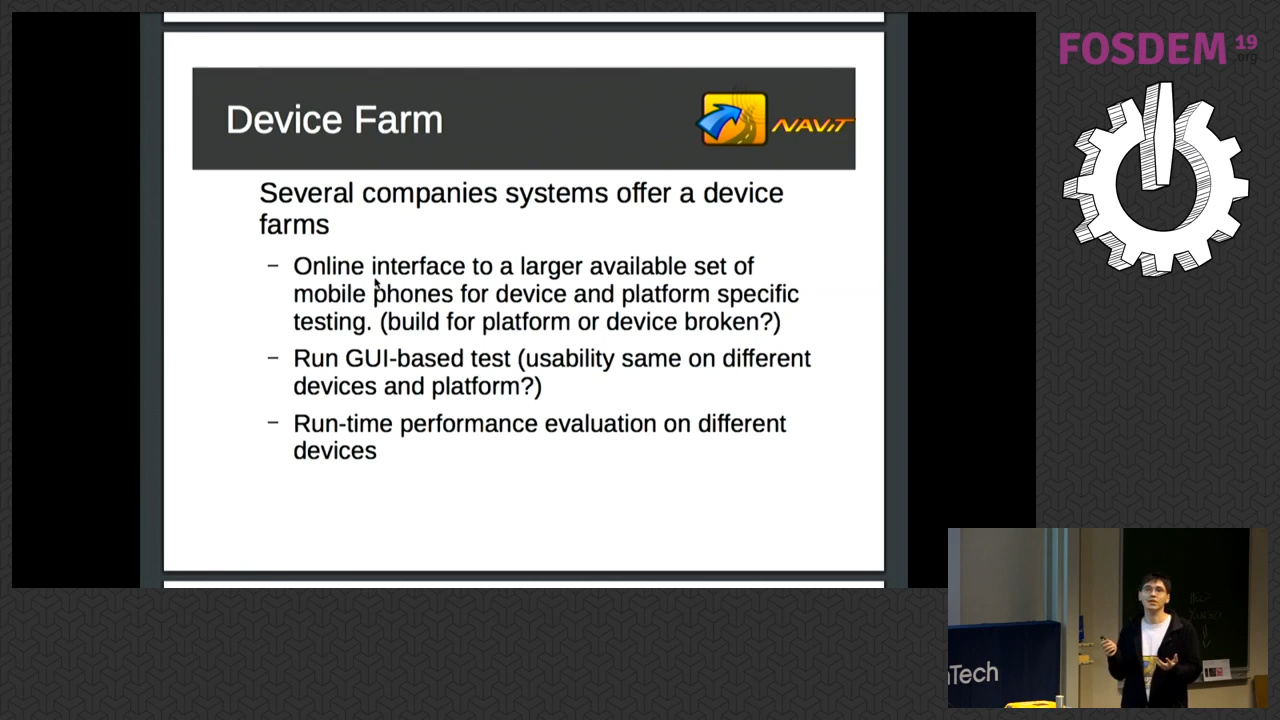 FOSDEM 19
.org
Device Farm
NAViT
Several companies systems offer a device
farms
– Online interface to a larger available set of
mobile phones for device and platform specific
testing. (build for platform or device broken?)
– Run GUI-based test (usability same on different
devices and platform?)
– Run-time performance evaluation on different
devices
Tech